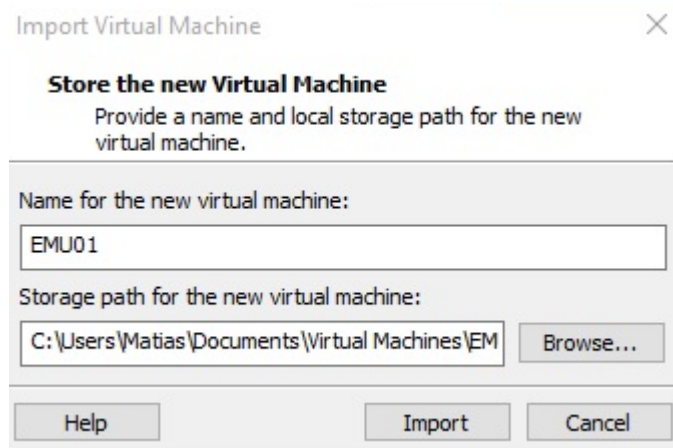 Import Virtual Machine
Store the new Virtual Machine
Provide a name and local storage path for the new
virtual machine.
Name for the new virtual machine:
EMU01
Storage path for the new virtual machine:
C:\Users\Matias\Documents\Virtual Machines\EM
Browse...
Help
Import
Cancel